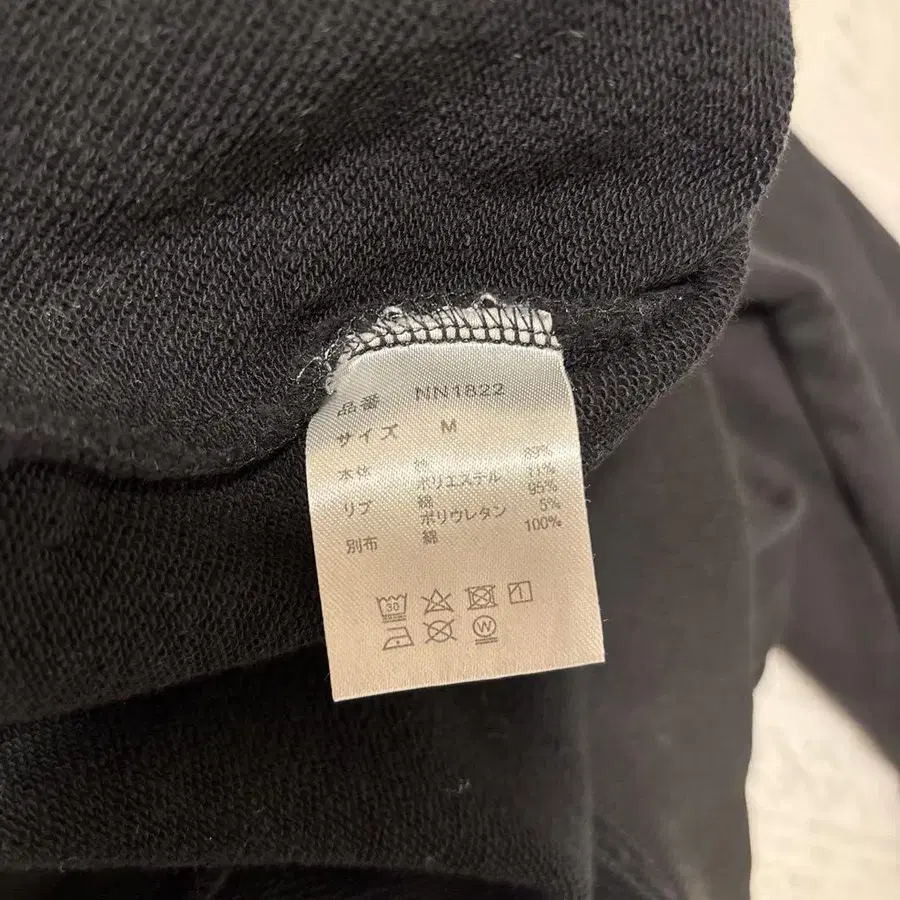 品番 NN1822
サイズ M
本体 綿 89%
ポリエステル 11%
リブ 綿 95%
ポリウレタン 5%
別布 綿 100%
30
W